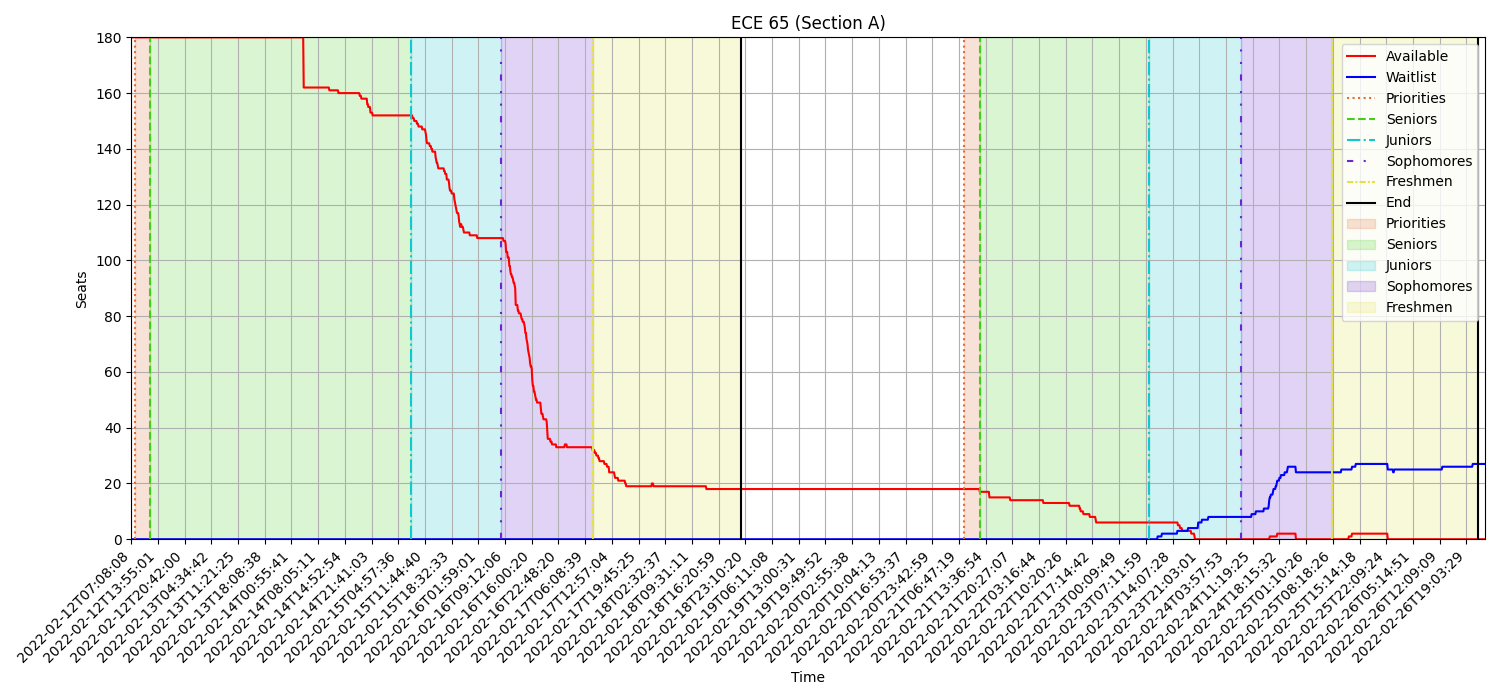 ECE 65 (Section A)
Seats
180
160
140
120
100
80
60
40
20
0
Available
Waitlist
Priorities
Seniors
Juniors
Sophomores
Freshmen
End
Priorities
Seniors
Juniors
Sophomores
Freshmen
2022-02-12T07:08:08
2022-02-12T13:55:01
2022-02-12T20:42:00
2022-02-13T04:34:42
2022-02-13T11:21:25
2022-02-13T18:08:38
2022-02-14T00:55:41
2022-02-14T08:05:11
2022-02-14T14:52:54
2022-02-14T21:41:03
2022-02-15T04:57:36
2022-02-15T11:44:40
2022-02-15T18:32:33
2022-02-16T01:59:01
2022-02-16T09:12:06
2022-02-16T16:00:20
2022-02-16T22:48:20
2022-02-17T06:08:39
2022-02-17T12:57:04
2022-02-17T19:45:25
2022-02-18T02:32:37
2022-02-18T09:31:11
2022-02-18T16:20:59
2022-02-18T23:10:20
2022-02-19T06:11:08
2022-02-19T13:00:31
2022-02-19T19:49:52
2022-02-20T02:55:38
2022-02-20T10:04:13
2022-02-20T16:53:37
2022-02-20T23:42:59
2022-02-21T06:47:19
2022-02-21T13:36:54
2022-02-21T20:27:07
2022-02-22T03:16:44
2022-02-22T10:20:26
2022-02-22T17:14:42
2022-02-23T00:09:49
2022-02-23T07:11:59
2022-02-23T14:07:28
2022-02-23T21:03:01
2022-02-24T03:57:53
2022-02-24T11:19:25
2022-02-24T18:15:32
2022-02-25T01:10:26
2022-02-25T08:18:26
2022-02-25T15:14:18
2022-02-25T22:09:24
2022-02-26T05:14:51
2022-02-26T12:09:09
2022-02-26T19:03:29
Time